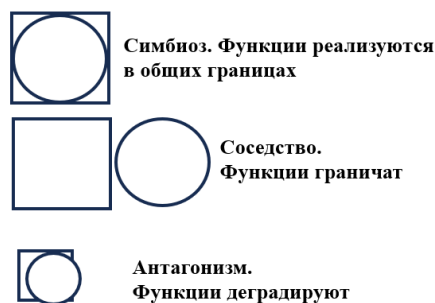 Симбиоз. Функции реализуются
в общих границах
Соседство.
Функции граничат
Антагонизм.
Функции деградируют